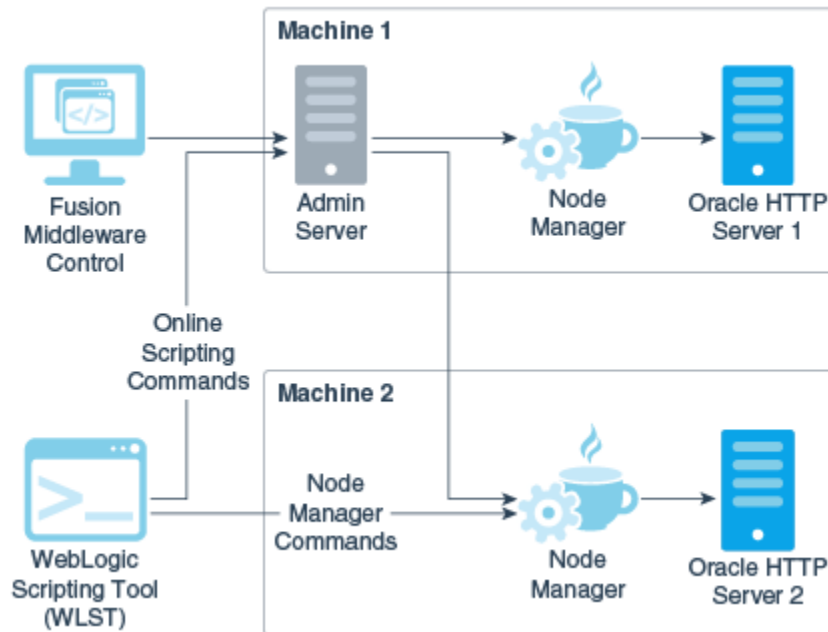 Machine 1
</>
Fusion
Middleware
Control
Admin
Server
Node
Manager
Oracle HTTP
Server 1
Online
Scripting
Commands
Machine 2
>_
WebLogic
Scripting Tool
(WLST)
Node
Manager
Commands
Node
Manager
Oracle HTTP
Server 2